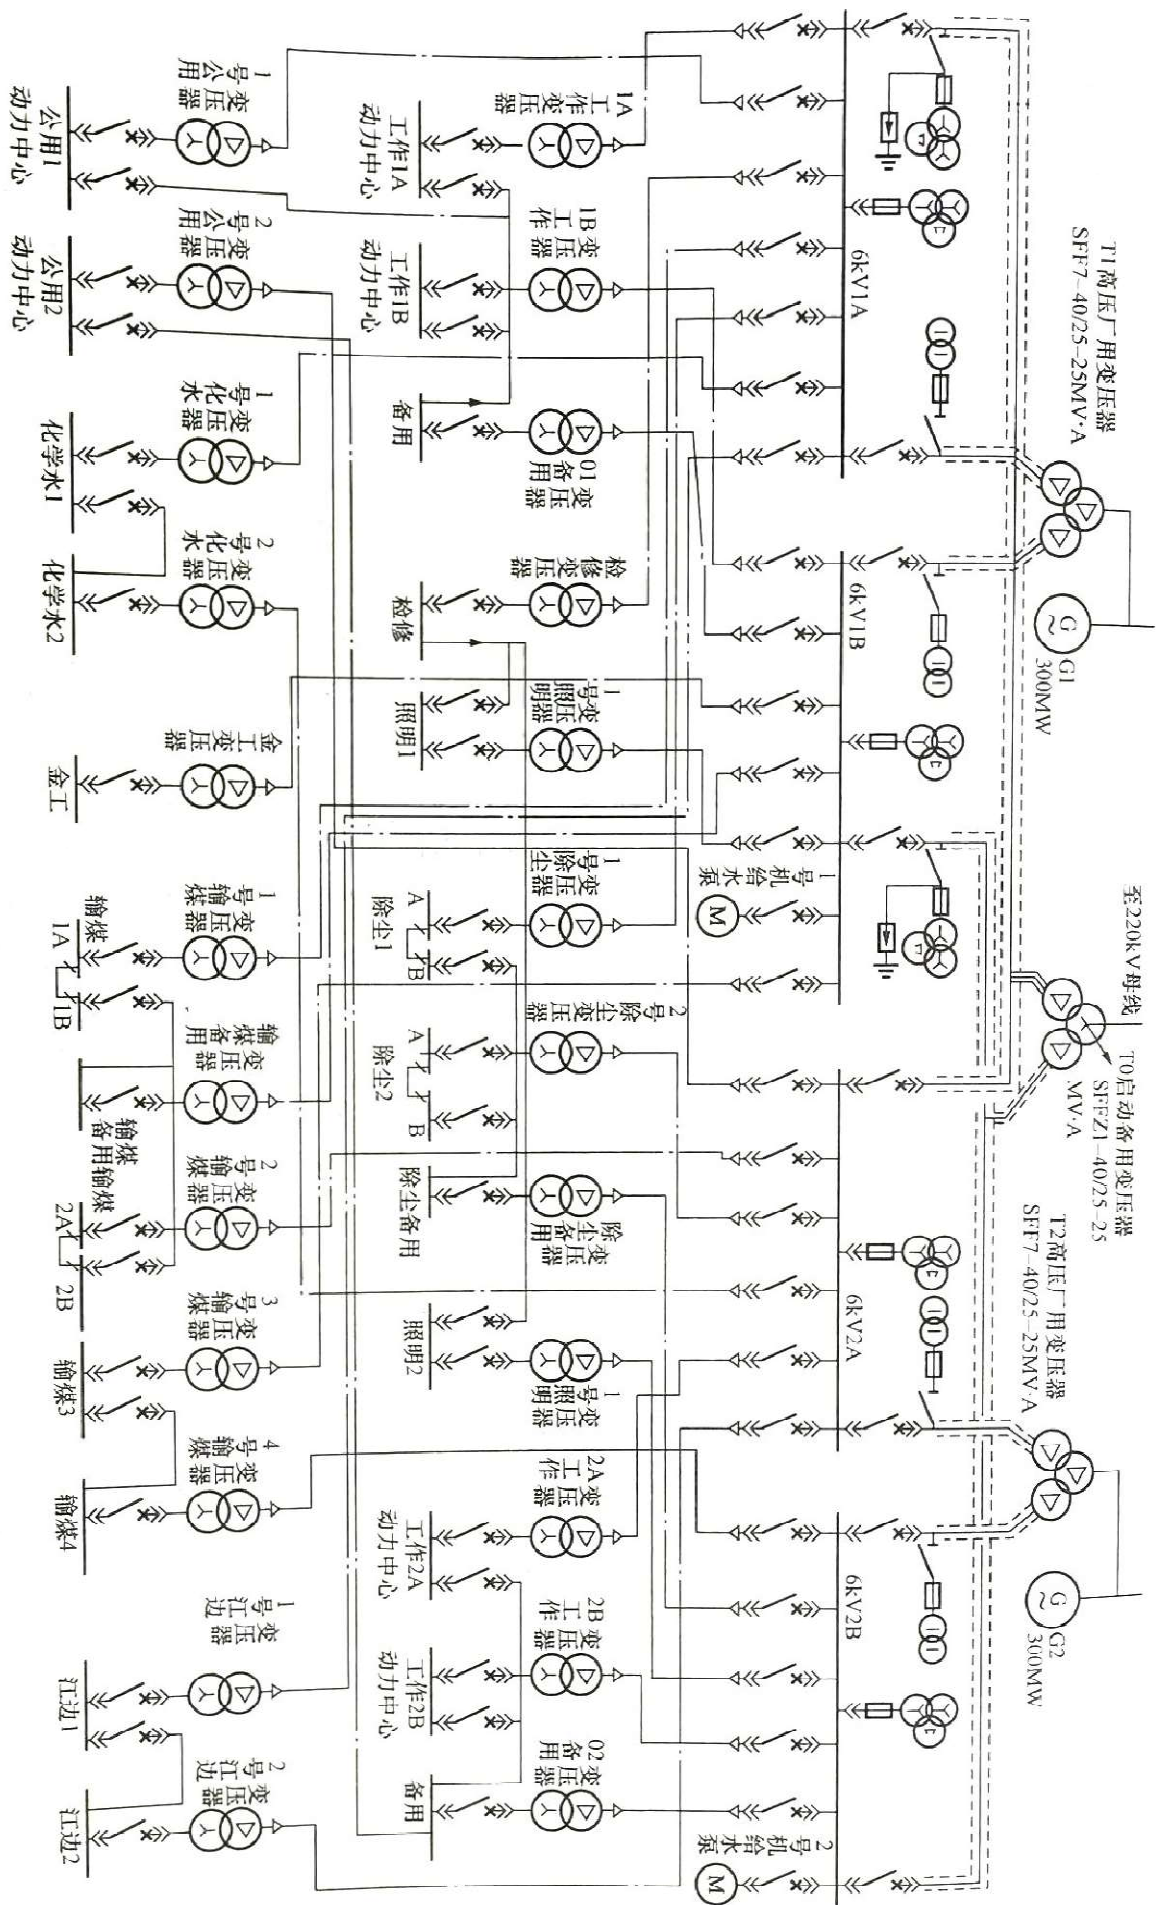 T1高压厂用变压器
SFF7-40/25-25MV·A
G
~
G1
300MW
至220kV母线
T0启动备用变压器
SFFZ1-40/25-25
MV·A
T2高压厂用变压器
SFF7-40/25-25MV·A
G
~
G2
300MW
6kV1A
6kV1B
6kV2A
6kV2B
1号机给水泵
M
2号机给水泵
M
1A工作变压器
1B工作变压器
01备用变压器
检修变压器
1号照明变压器
1号除尘变压器
2号除尘变压器
除尘备用变压器
1号照明变压器
2A工作变压器
2B工作变压器
02备用变压器
工作1A
动力中心
工作1B
动力中心
备用
检修
照明1
A
B
除尘1
A
B
除尘2
除尘备用
照明2
工作2A
动力中心
工作2B
动力中心
备用
1号公用变压器
2号公用变压器
1号化水变压器
2号化水变压器
金工变压器
1号输煤变压器
输煤备用变压器
2号输煤变压器
3号输煤变压器
4号输煤变压器
1号江边变压器
2号江边变压器
公用1
动力中心
公用2
动力中心
化学水1
化学水2
金工
输煤
1A
1B
输煤
备用
输煤
2A
2B
输煤3
输煤4
江边1
江边2